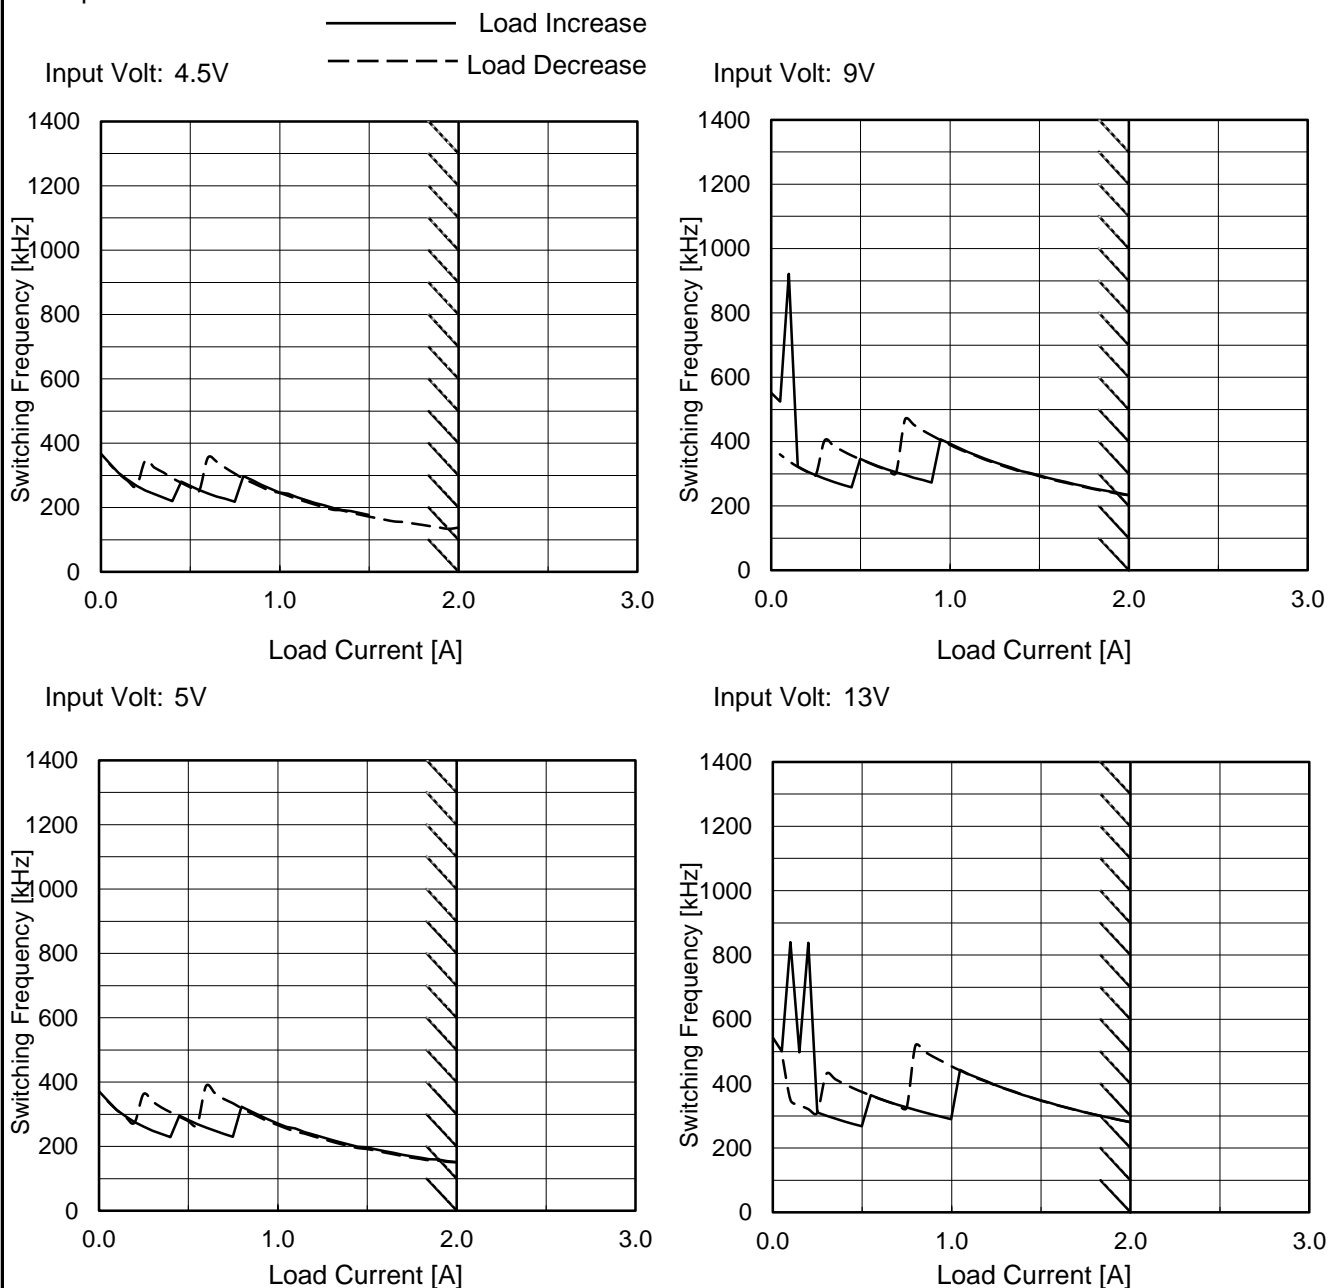 Load Increase
Load Decrease
Input Volt: 4.5V
Input Volt: 9V
1400
1200
1000
800
600
400
200
0
Switching Frequency [kHz]
0.0 1.0 2.0 3.0
Load Current [A]
1400
1200
1000
800
600
400
200
0
Switching Frequency [kHz]
0.0 1.0 2.0 3.0
Load Current [A]
Input Volt: 5V
Input Volt: 13V
1400
1200
1000
800
600
400
200
0
Switching Frequency [kHz]
0.0 1.0 2.0 3.0
Load Current [A]
1400
1200
1000
800
600
400
200
0
Switching Frequency [kHz]
0.0 1.0 2.0 3.0
Load Current [A]